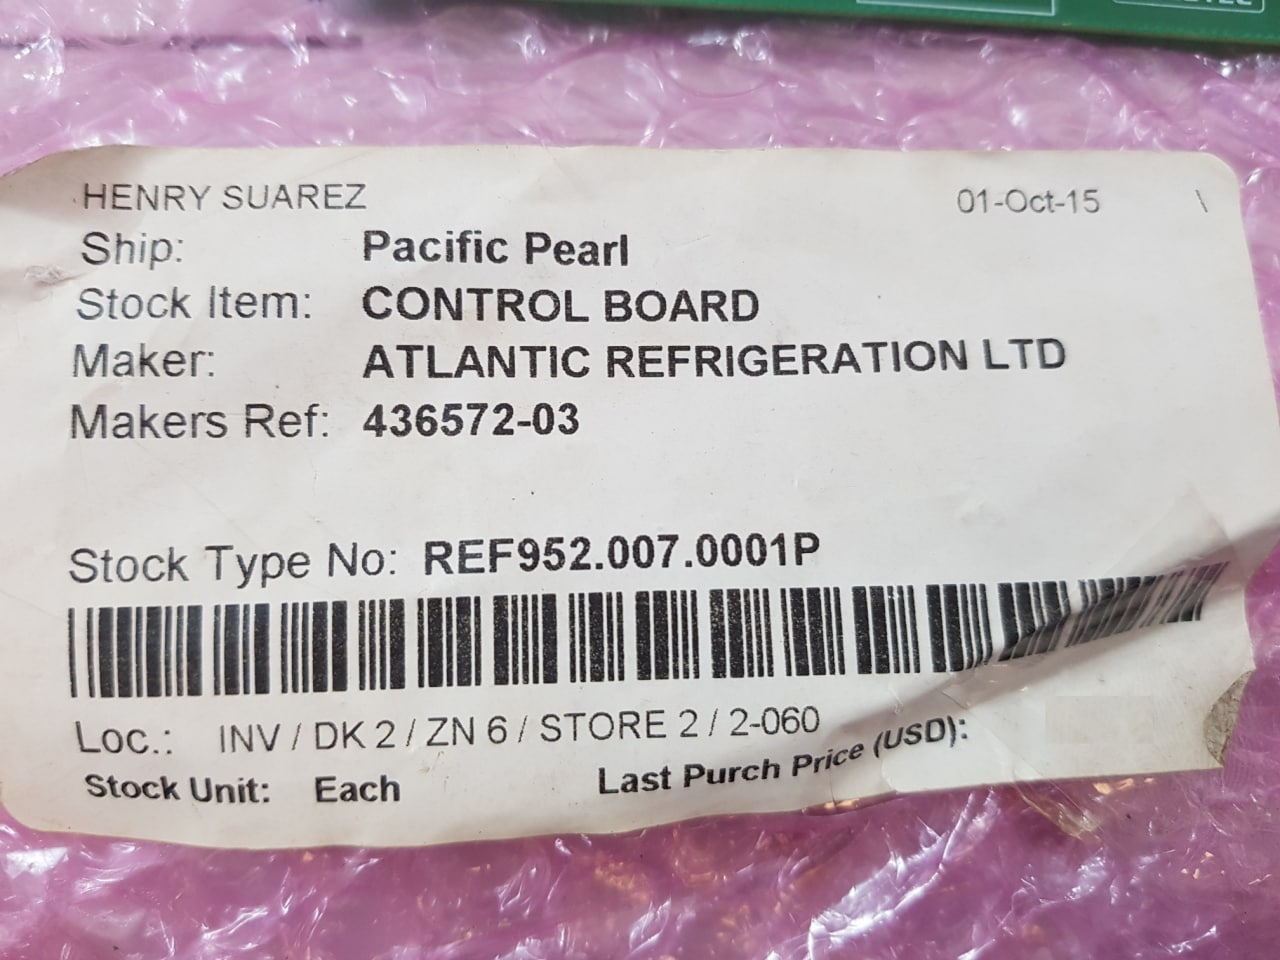 HENRY SUAREZ 01-Oct-15 \
Ship: Pacific Pearl
Stock Item: CONTROL BOARD
Maker: ATLANTIC REFRIGERATION LTD
Makers Ref: 436572-03
Stock Type No: REF952.007.0001P
Loc.: INV / DK 2 / ZN 6 / STORE 2 / 2-060
Stock Unit: Each Last Purch Price (USD):